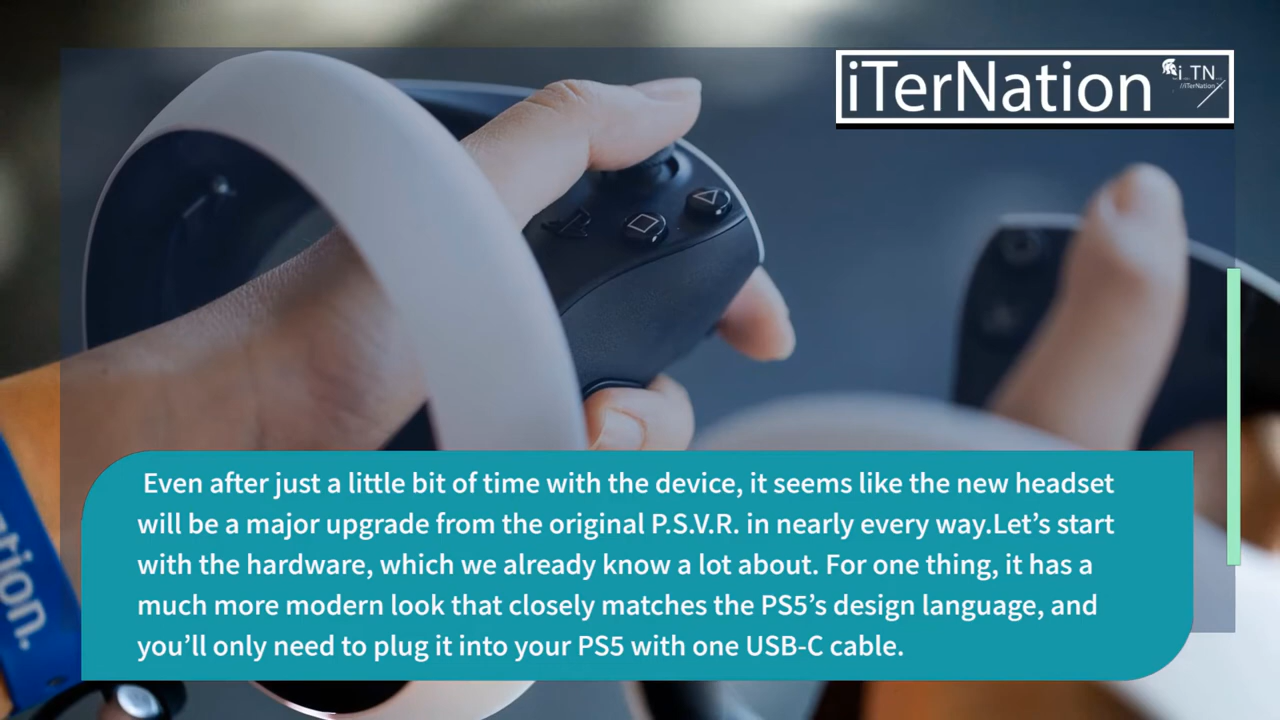 iTerNation
i_TN
//iTerNation
Even after just a little bit of time with the device, it seems like the new headset
will be a major upgrade from the original P.S.V.R. in nearly every way.Let’s start
with the hardware, which we already know a lot about. For one thing, it has a
much more modern look that closely matches the PS5’s design language, and
you’ll only need to plug it into your PS5 with one USB-C cable.
tion.